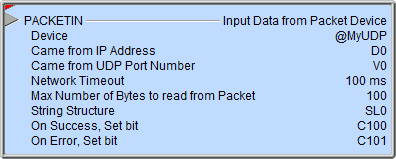 PACKETIN Input Data from Packet Device
Device @MyUDP
Came from IP Address D0
Came from UDP Port Number V0
Network Timeout 100 ms
Max Number of Bytes to read from Packet 100
String Structure SL0
On Success, Set bit C100
On Error, Set bit C101